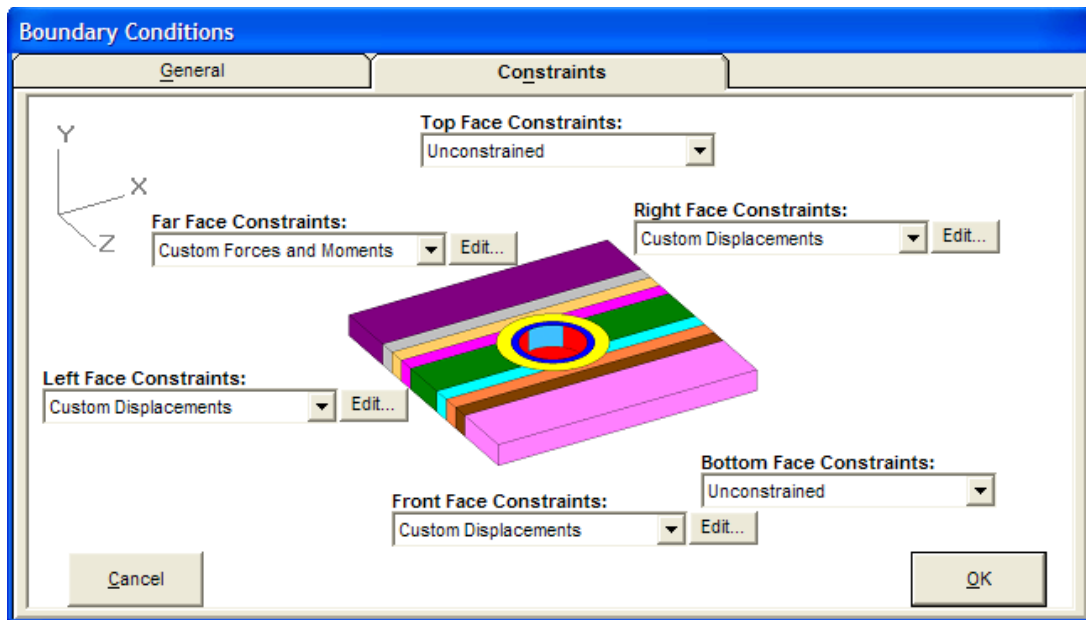 Boundary Conditions
General
Constraints
Top Face Constraints:
Unconstrained
Y
X
Z
Far Face Constraints:
Custom Forces and Moments
Edit...
Right Face Constraints:
Custom Displacements
Edit...
Left Face Constraints:
Custom Displacements
Edit...
Bottom Face Constraints:
Unconstrained
Front Face Constraints:
Custom Displacements
Edit...
Cancel
OK